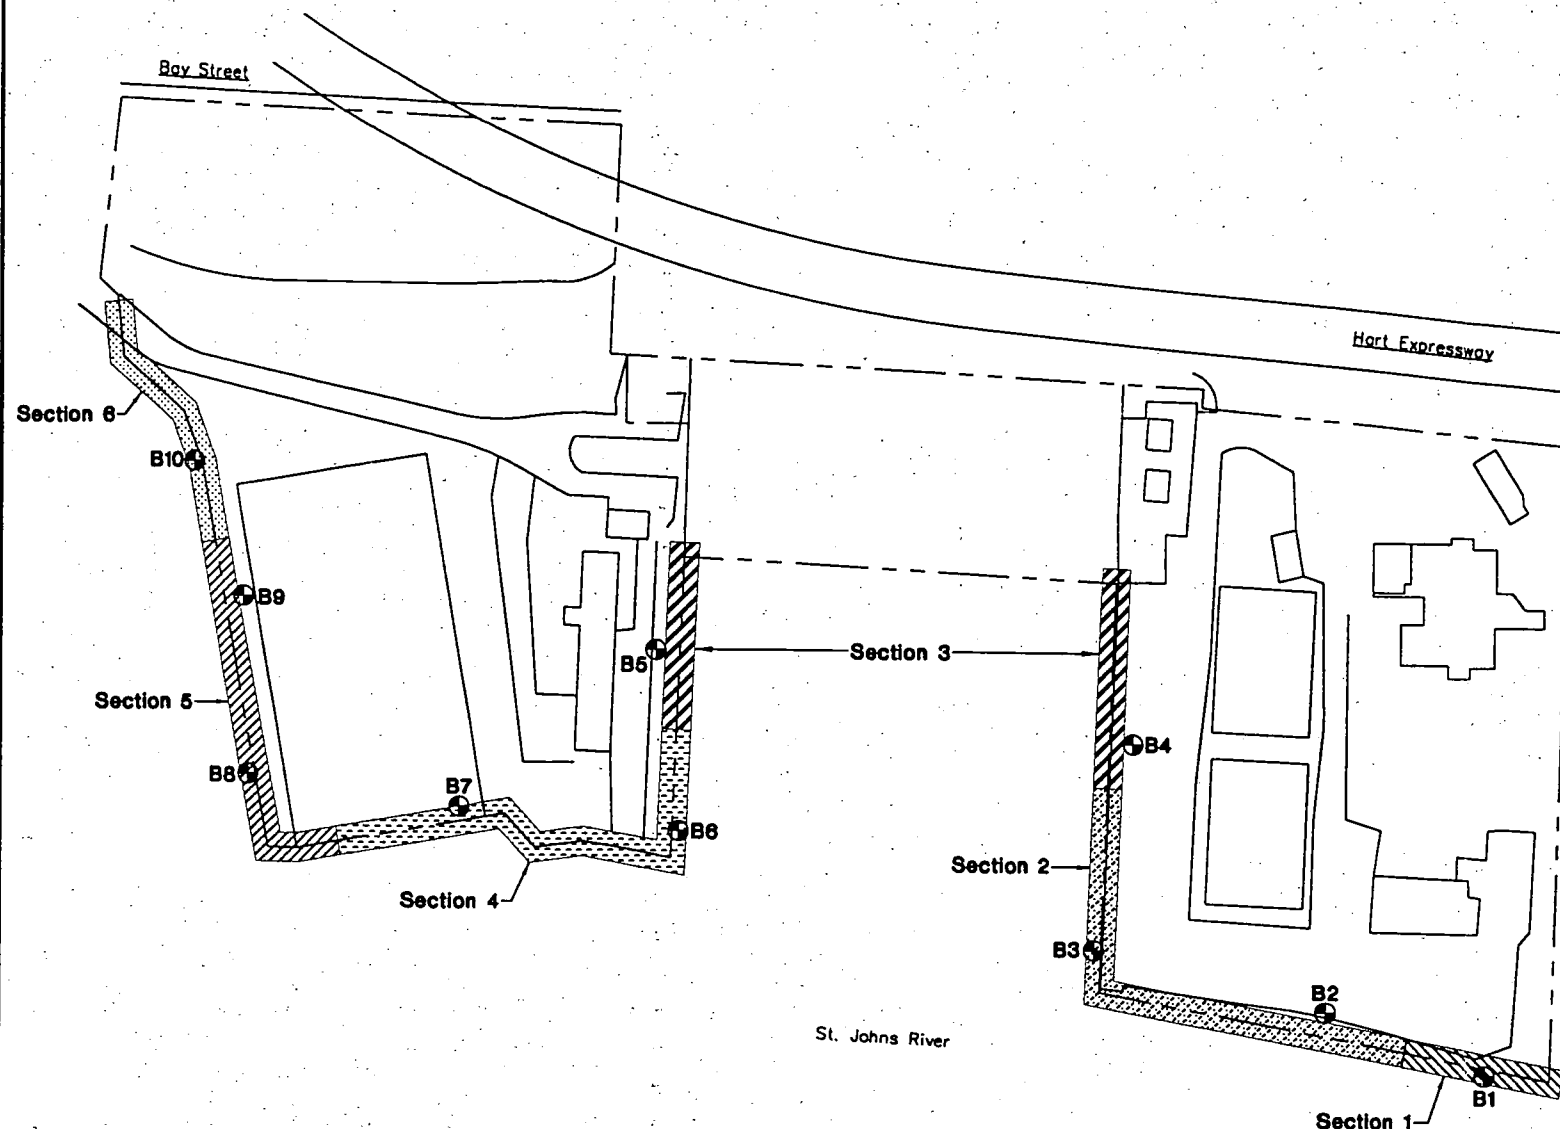 Bay Street
Hart Expressway
Section 6
B10
B9
B5
Section 3
Section 5
B4
B8
B7
B6
Section 2
Section 4
B3
B2
St. Johns River
B1
Section 1